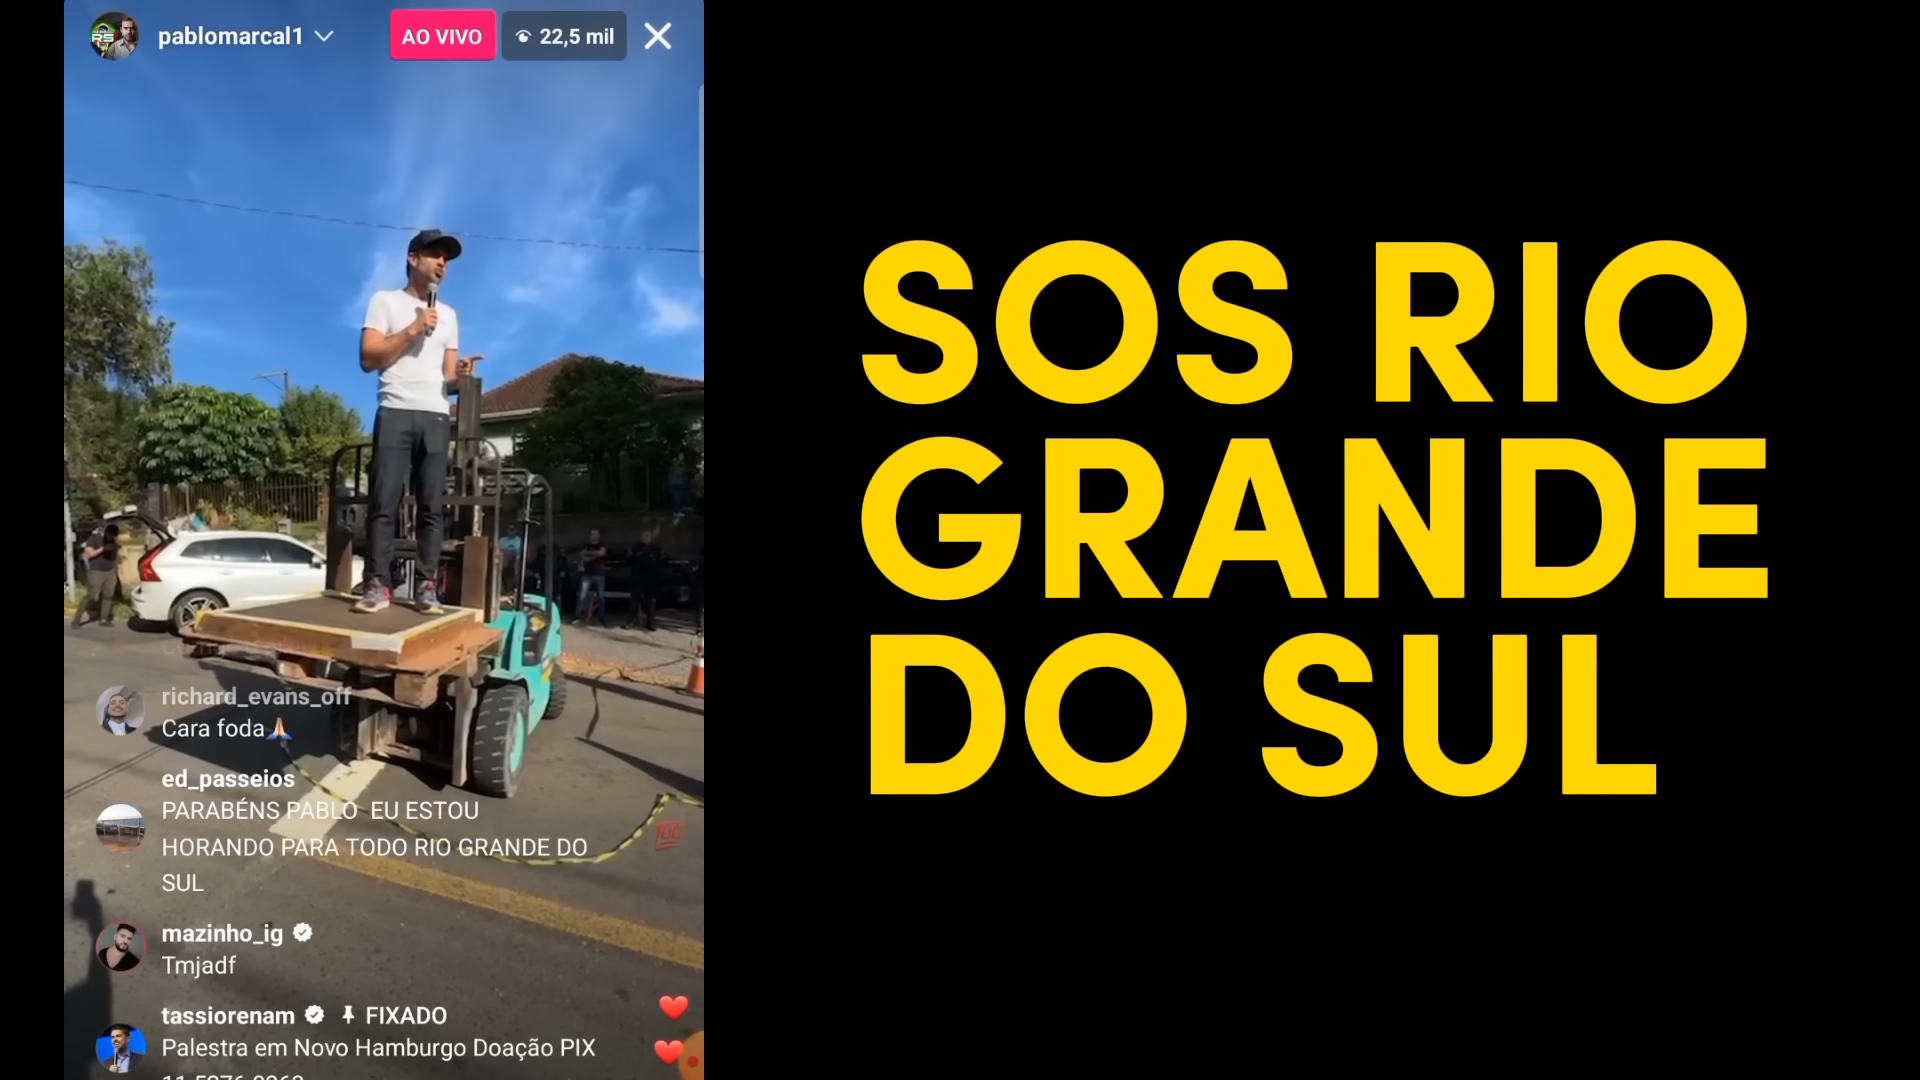 pablomarcal1
AO VIVO
22,5 mil
richard_evans_off
Cara foda🙏
ed_passeios
PARABÉNS PABLO EU ESTOU
HORANDO PARA TODO RIO GRANDE DO
SUL
mazinho_ig
Tmjadf
tassiorenam FIXADO
Palestra em Novo Hamburgo Doação PIX
SOS RIO
GRANDE
DO SUL